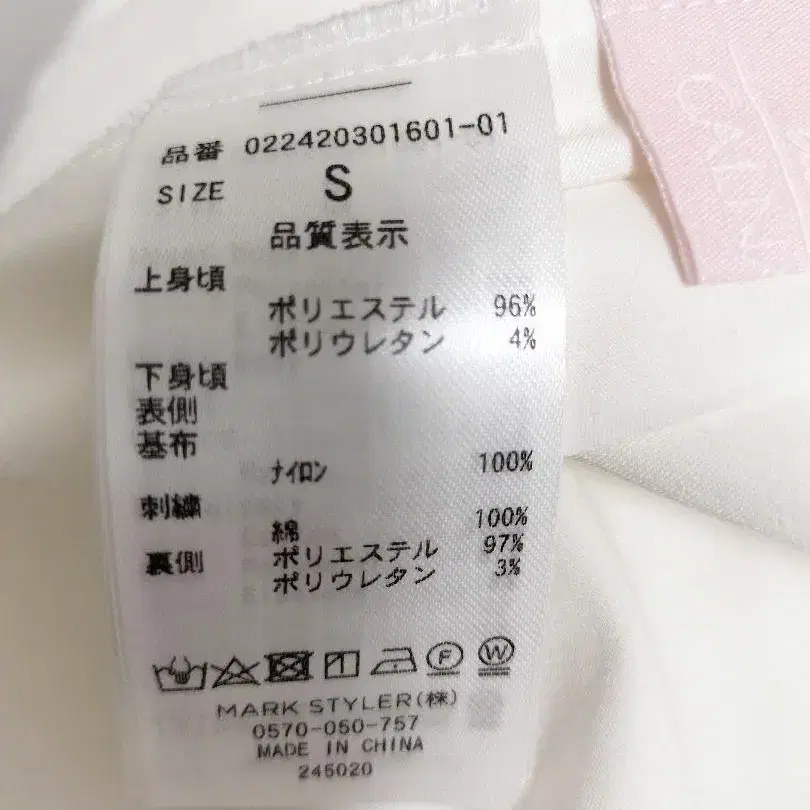 品番 022420301601-01
SIZE S
品質表示
上身頃
ポリエステル 96%
ポリウレタン 4%
下身頃
表側
基布
ナイロン 100%
刺繍
綿 100%
裏側 ポリエステル 97%
ポリウレタン 3%
F W
MARK STYLER(株)
0570-050-757
MADE IN CHINA
245020